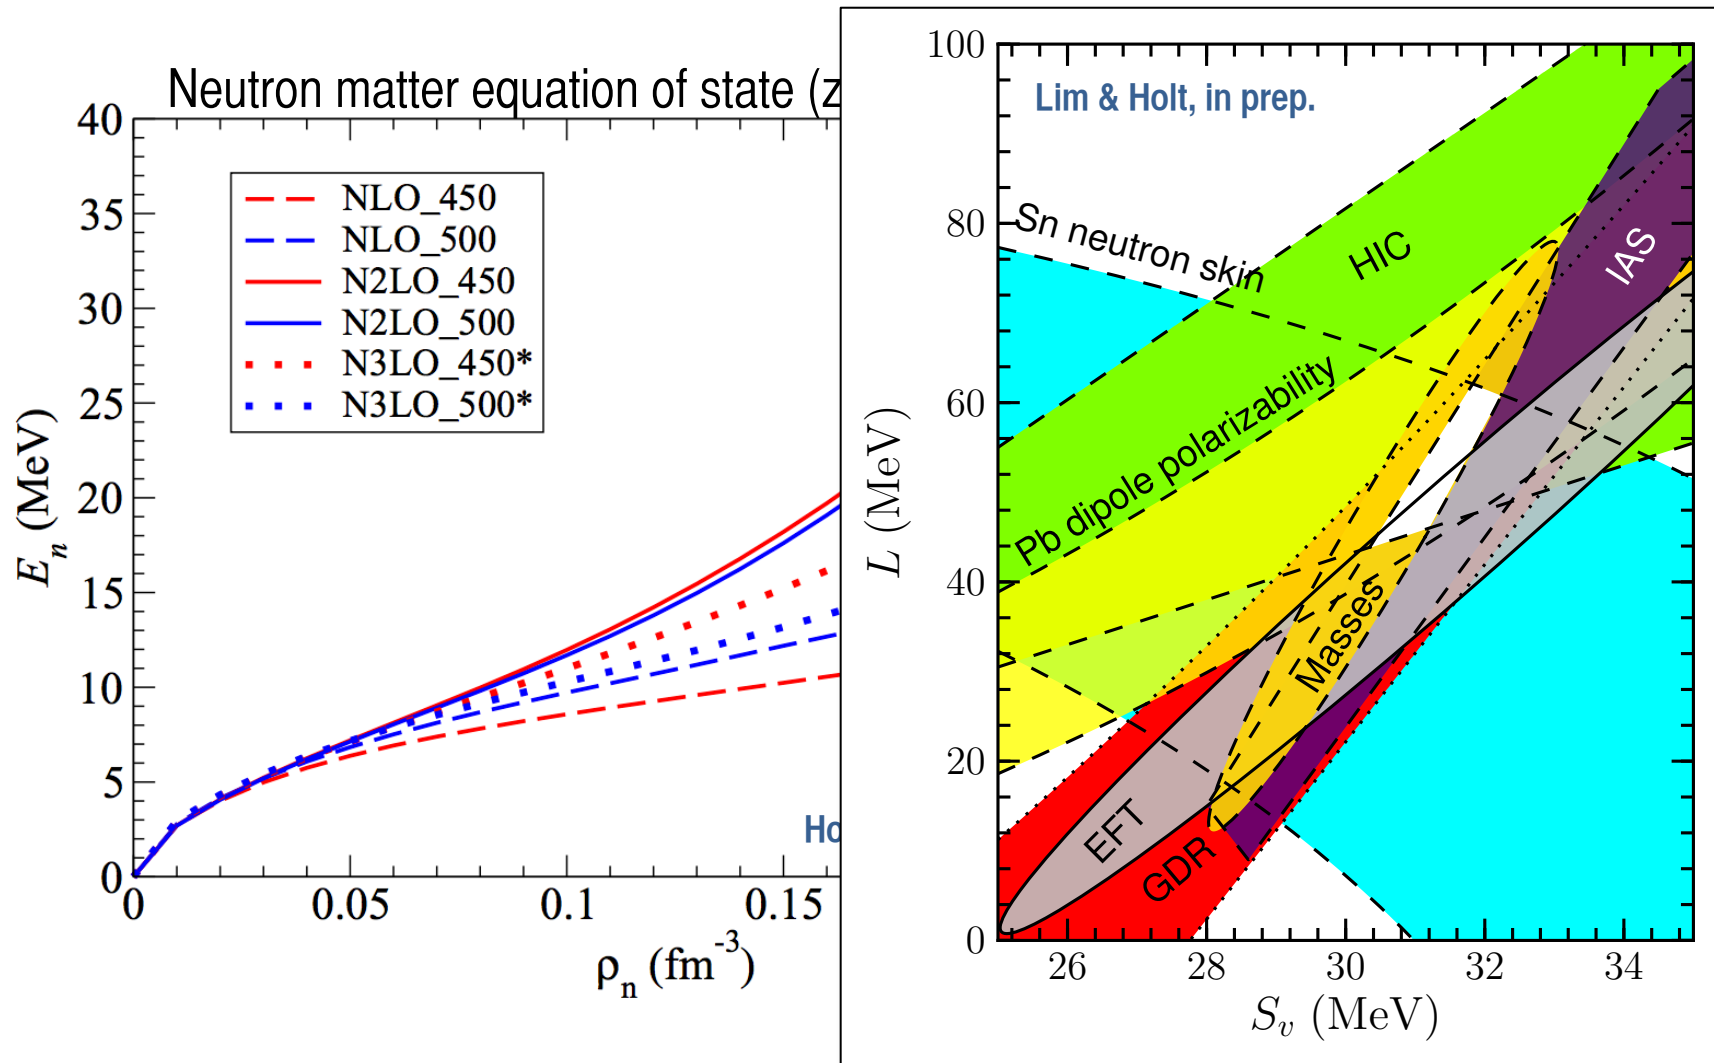 Neutron matter equation of state (z
40
35
30
25
20
15
10
5
0
E_n (MeV)
NLO_450
NLO_500
N2LO_450
N2LO_500
N3LO_450*
N3LO_500*
Ho
0
0.05
0.1
0.15
ρ_n (fm^-3)
100
80
60
40
20
0
L (MeV)
Lim & Holt, in prep.
Sn neutron skin
HIC
IAS
Pb dipole polarizability
Masses
EFT
GDR
26
28
30
32
34
S_v (MeV)